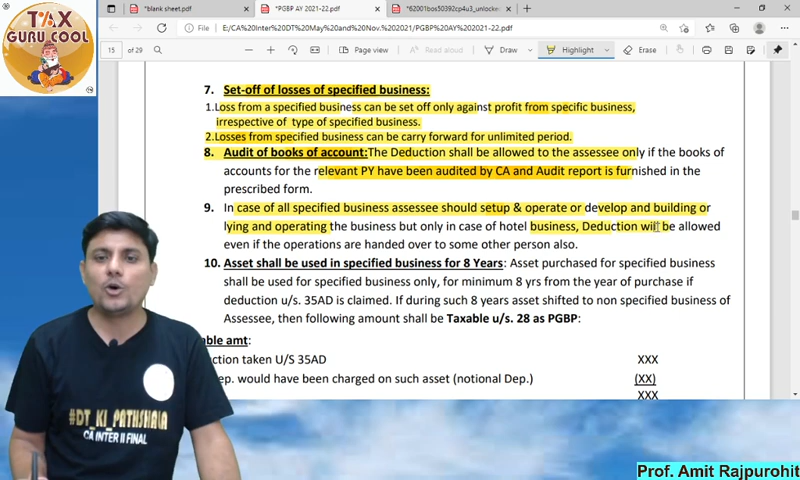 TAX
GURU COOL
*blank sheet.pdf
*PGBP AY 2021-22.pdf
*62001bos50392cp4u3_unlocked
E:/CA%20Inter%20DT%20May%20and%20Nov.%202021/PGBP%20AY%202021-22.pdf
15 of 29
Page view
Read aloud
Draw
Highlight
Erase
7. Set-off of losses of specified business:
1.Loss from a specified business can be set off only against profit from specific business,
irrespective of type of specified business.
2.Losses from specified business can be carry forward for unlimited period.
8. Audit of books of account:The Deduction shall be allowed to the assessee only if the books of
accounts for the relevant PY have been audited by CA and Audit report is furnished in the
prescribed form.
9. In case of all specified business assessee should setup & operate or develop and building or
lying and operating the business but only in case of hotel business, Deduction will be allowed
even if the operations are handed over to some other person also.
10. Asset shall be used in specified business for 8 Years: Asset purchased for specified business
shall be used for specified business only, for minimum 8 yrs from the year of purchase if
deduction u/s. 35AD is claimed. If during such 8 years asset shifted to non specified business of
Assessee, then following amount shall be Taxable u/s. 28 as PGBP:
able amt:
ction taken U/S 35AD XXX
ep. would have been charged on such asset (notional Dep.) (XX)
XXX
#DT_KI_PATHSHALA
CA INTER II FINAL
Prof. Amit Rajpurohit